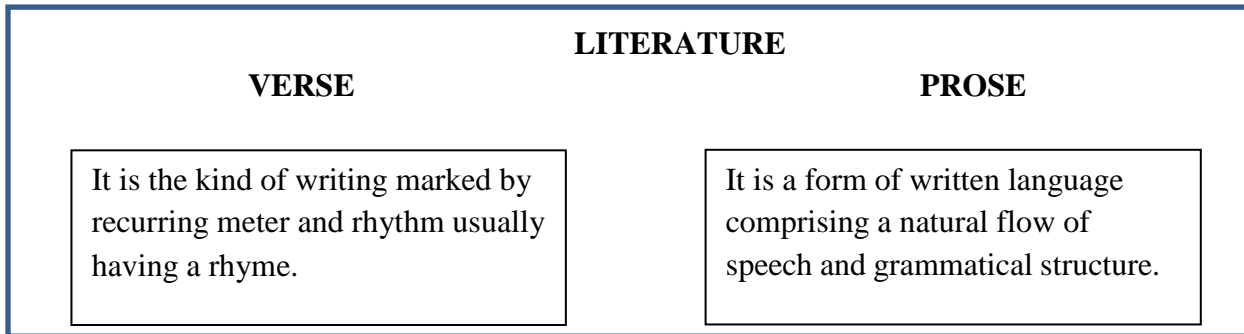 LITERATURE
VERSE
PROSE
It is the kind of writing marked by
recurring meter and rhythm usually
having a rhyme.
It is a form of written language
comprising a natural flow of
speech and grammatical structure.